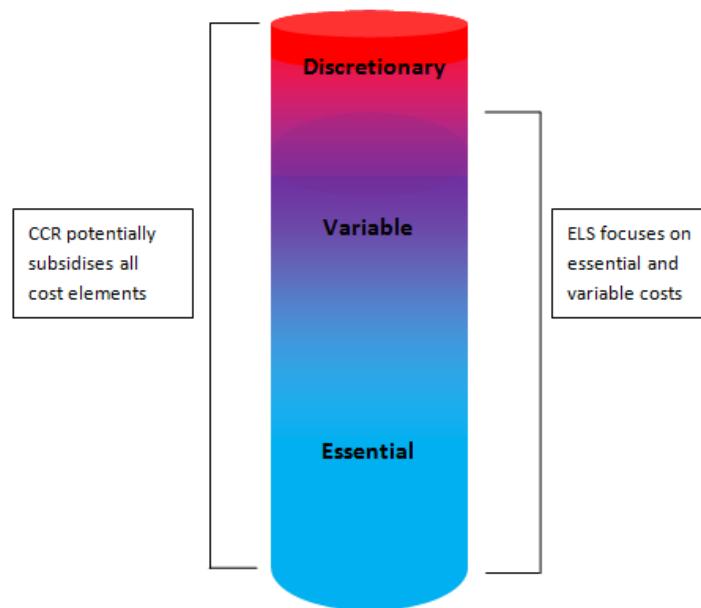 Discretionary
Variable
Essential
CCR potentially
subsidises all
cost elements
ELS focuses on
essential and
variable costs